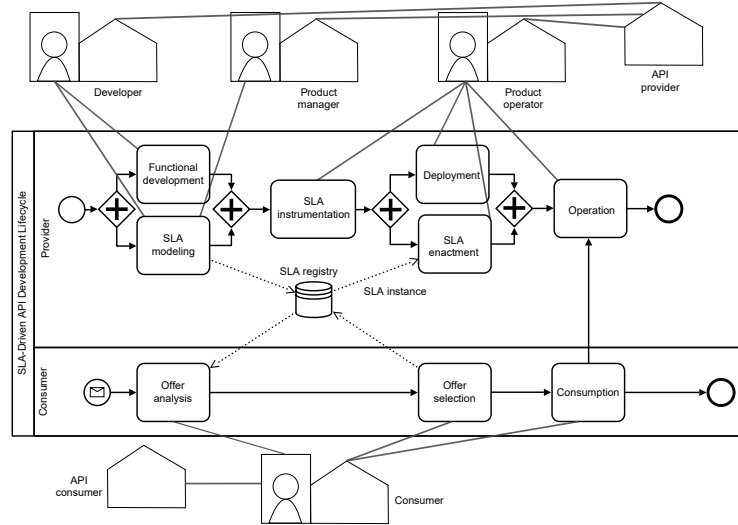 Developer
Product
manager
Product
operator
API
provider
SLA-Driven API Development Lifecycle
Provider
Functional
development
SLA
modeling
SLA
instrumentation
Deployment
SLA
enactment
Operation
SLA registry
SLA instance
Consumer
Offer
analysis
Offer
selection
Consumption
API
consumer
Consumer